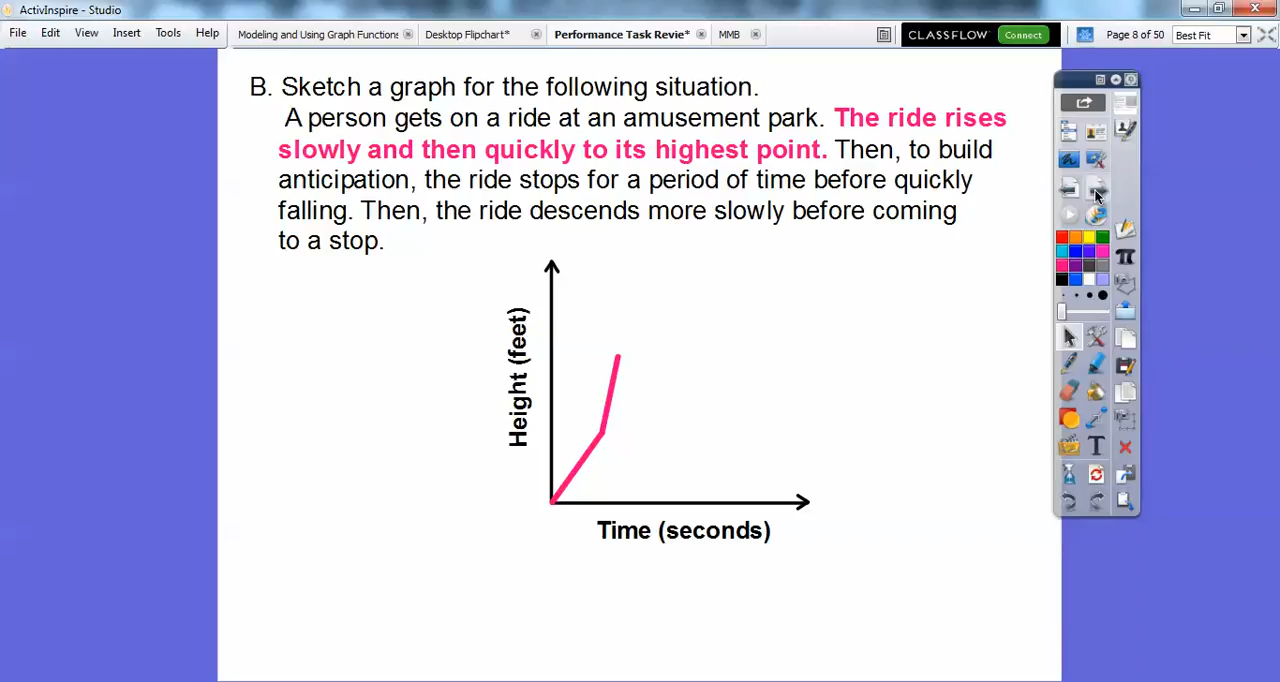 ActivInspire - Studio
File Edit View Insert Tools Help
Modeling and Using Graph Functions Desktop Flipchart* Performance Task Revie* MMB
CLASSFLOW Connect
Page 8 of 50 Best Fit
B. Sketch a graph for the following situation.
A person gets on a ride at an amusement park. The ride rises
slowly and then quickly to its highest point. Then, to build
anticipation, the ride stops for a period of time before quickly
falling. Then, the ride descends more slowly before coming
to a stop.
Height (feet)
Time (seconds)